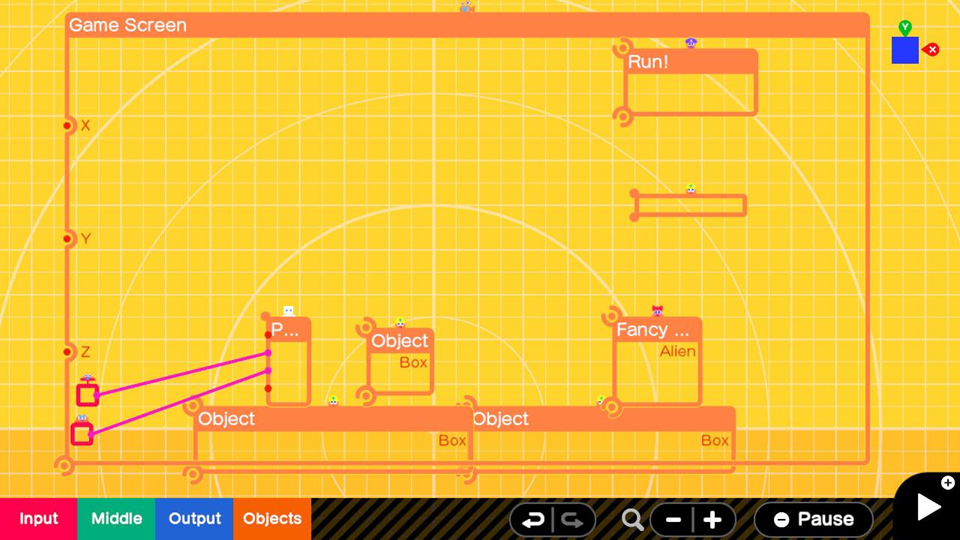 Game Screen
Y
X
Run!
X
Y
P...
Object
Fancy ...
Z
Box
Alien
Object
Object
Box
Box
Input
Middle
Output
Objects
Pause